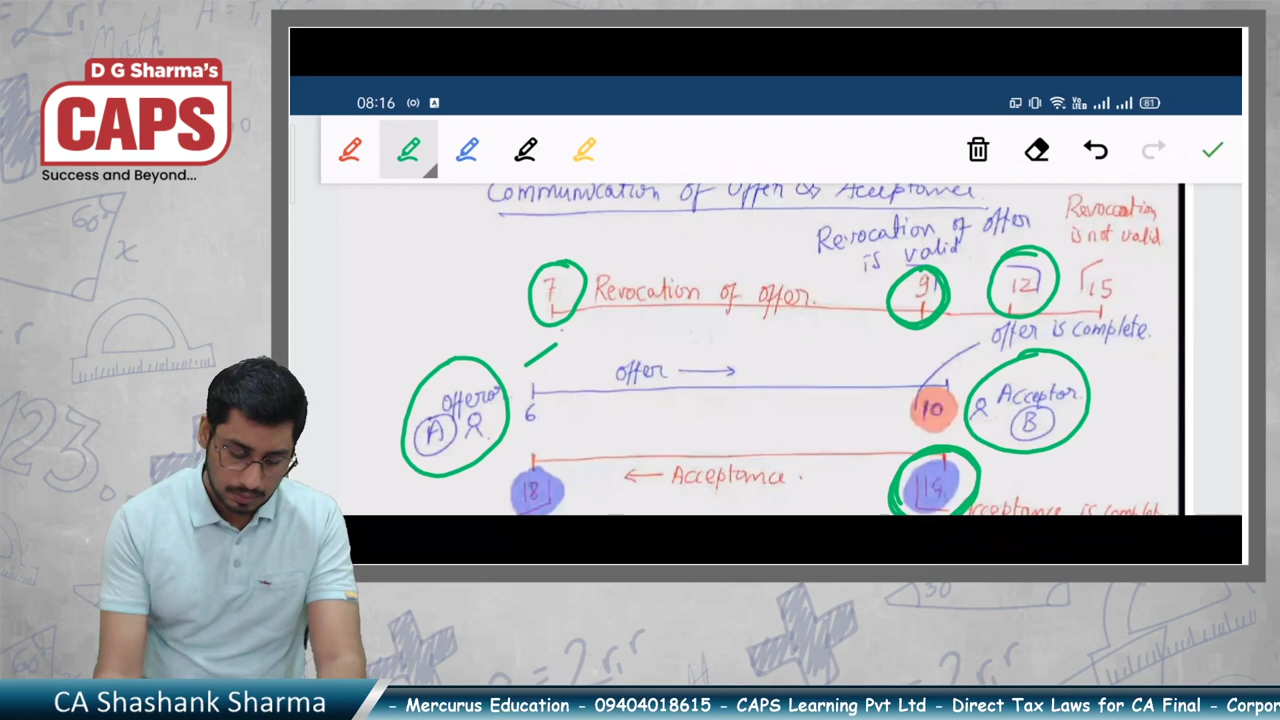 D G Sharma's
CAPS
Success and Beyond...
08:16
81
Communication of Offer & Acceptance.
Revocation of offer
is valid
Revocation
is not valid
7
Revocation of offer.
9
12
15
offer is complete.
offeror
A
offer
6
10
Acceptor
B
18
Acceptance
CA Shashank Sharma
– Mercurus Education – 09404018615 – CAPS Learning Pvt Ltd – Direct Tax Laws for CA Final – Corpor